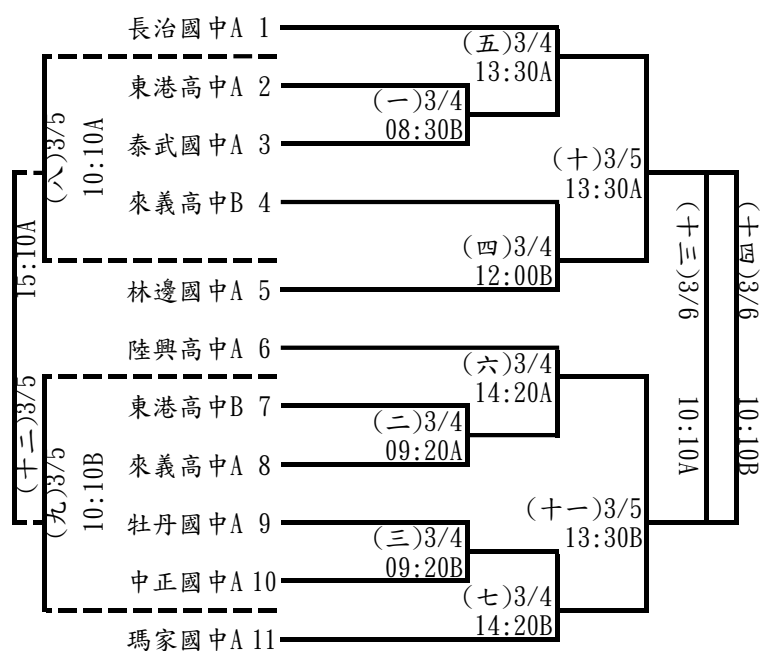 長治國中A 1
(五)3/4
13:30A
東港高中A 2
(一)3/4
08:30B
泰武國中A 3
(八)3/5
10:10A
(十)3/5
13:30A
來義高中B 4
(四)3/4
12:00B
林邊國中A 5
15:10A
(十二)3/5
(十三)3/6
10:10A
(十四)3/6
10:10B
陸興高中A 6
(六)3/4
14:20A
東港高中B 7
(二)3/4
09:20A
來義高中A 8
(九)3/5
10:10B
(十一)3/5
13:30B
牡丹國中A 9
(三)3/4
09:20B
中正國中A 10
(七)3/4
14:20B
瑪家國中A 11